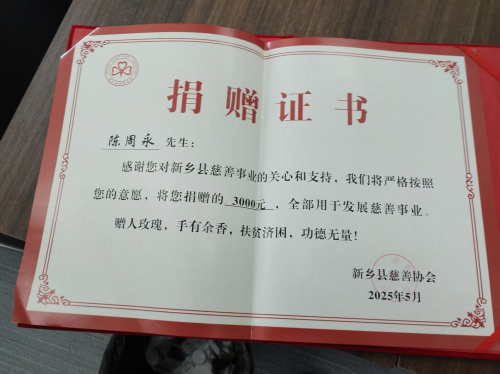 捐赠证书
陈周永 先生：
感谢您对新乡县慈善事业的关心和支持，我们将严格按照
您的意愿，将您捐赠的 3000元 ，全部用于发展慈善事业。
赠人玫瑰，手有余香，扶贫济困，功德无量！
新乡县慈善协会
2025年5月